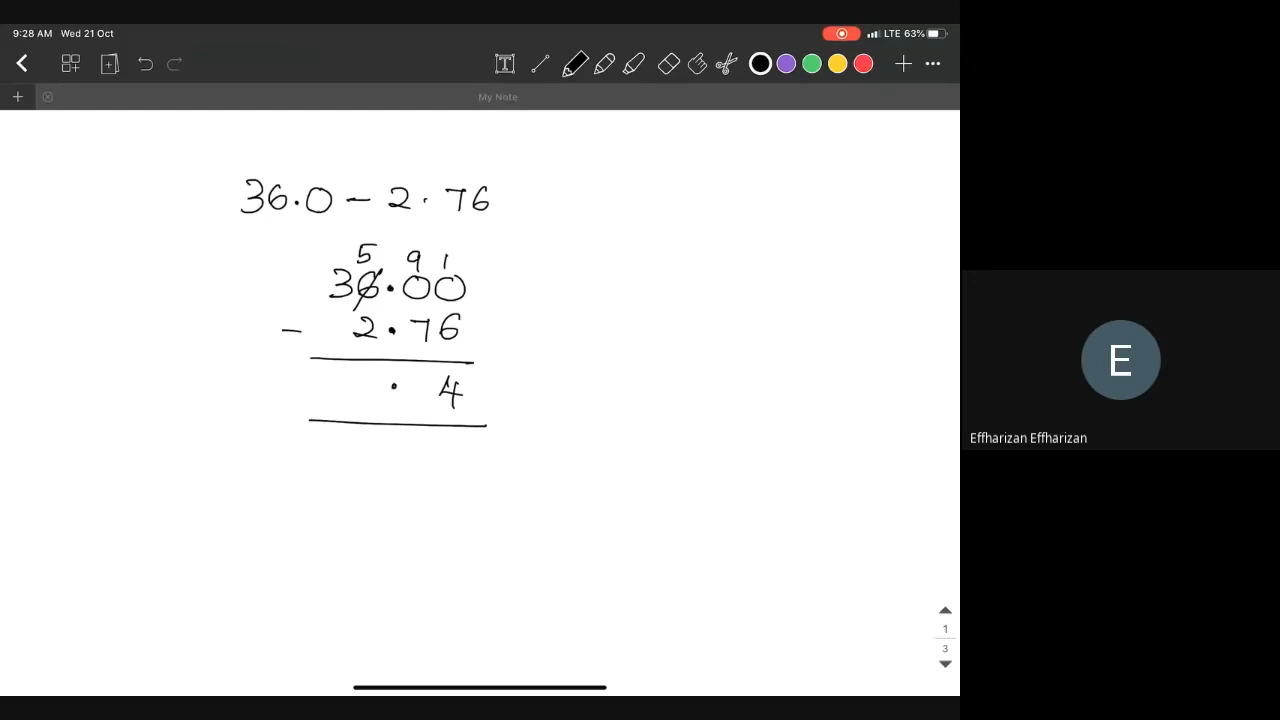 9:28 AM Wed 21 Oct
LTE 63%
My Note
36.0 - 2.76
5 9 1
36.00
- 2.76
. 4
E
Effharizan Effharizan
1
3